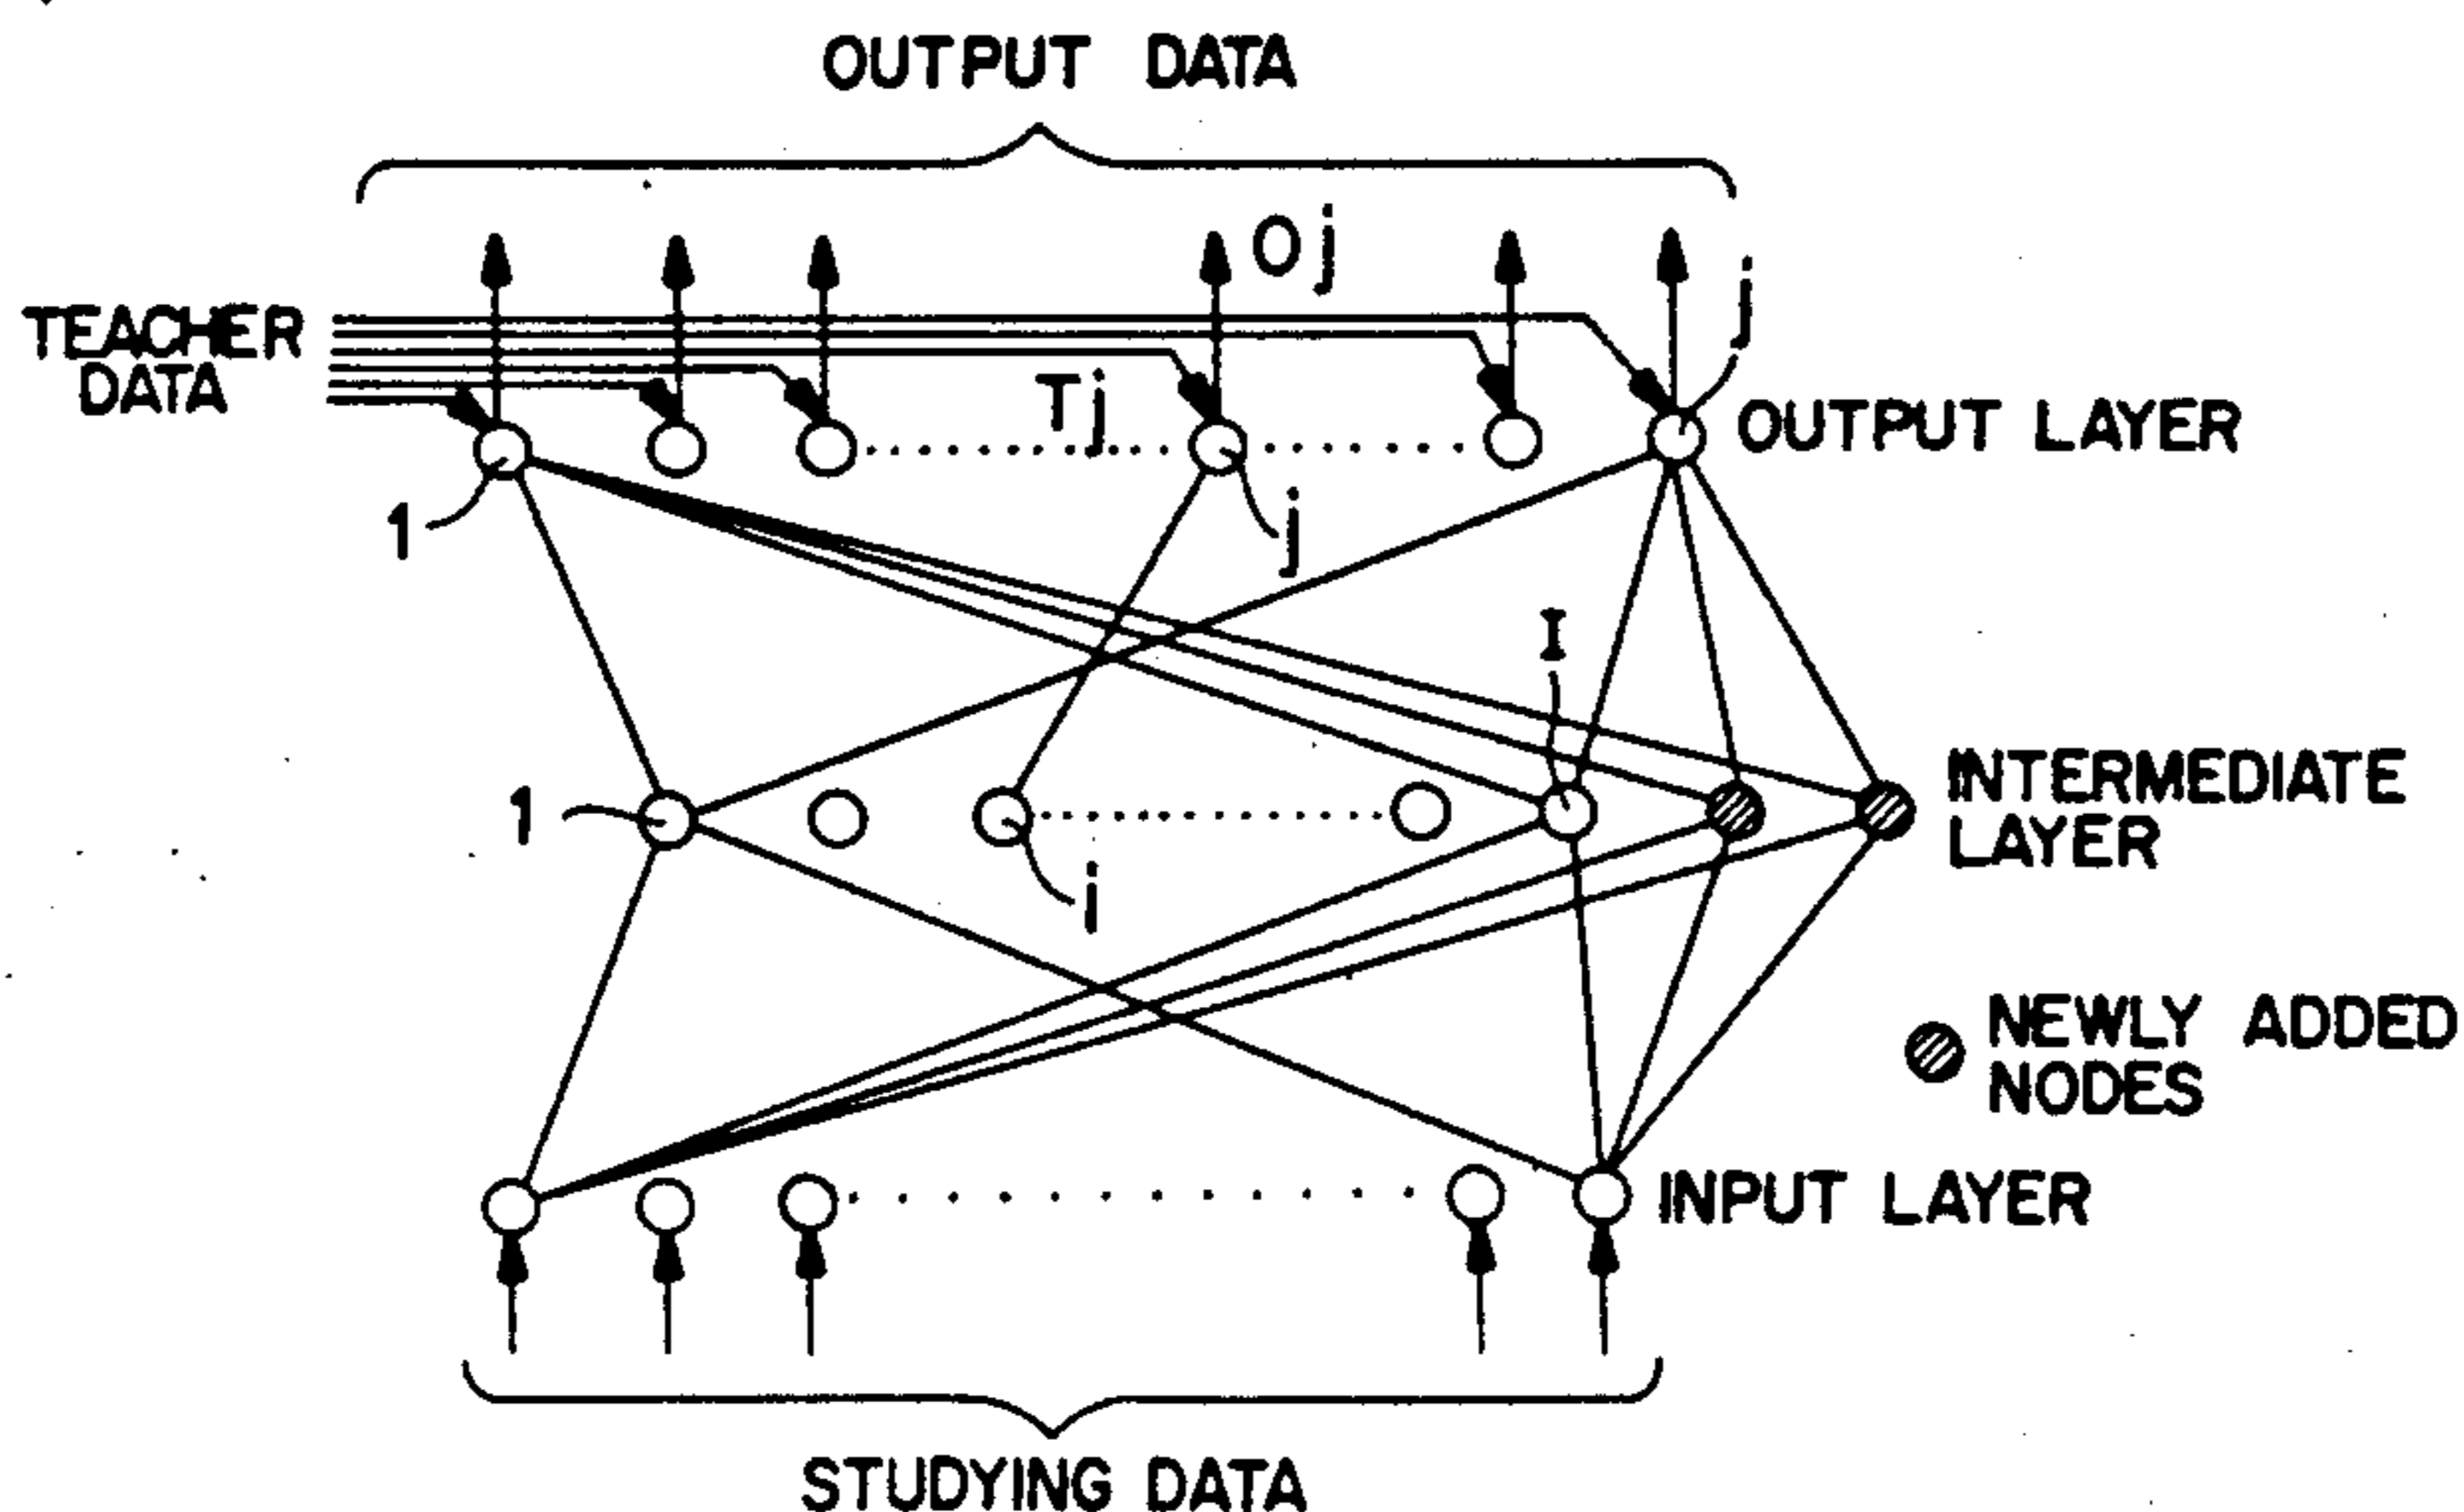 OUTPUT DATA
Oj
j
TEACHER
DATA
Tj
OUTPUT LAYER
1
j
I
1
INTERMEDIATE
LAYER
i
NEWLY ADDED
NODES
INPUT LAYER
STUDYING DATA